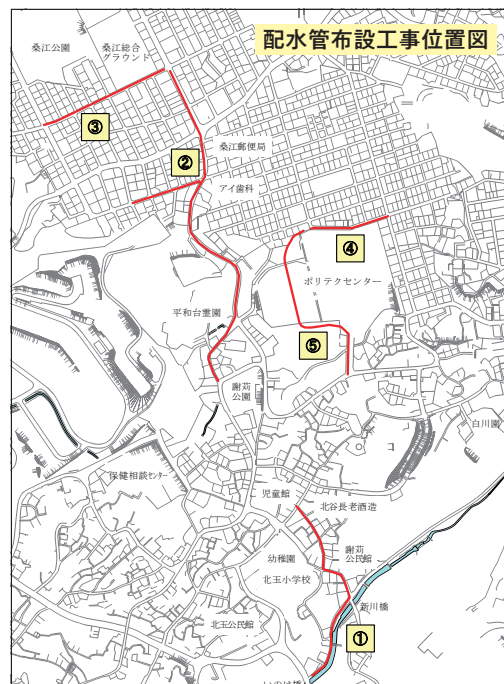 配水管布設工事位置図
桑江公園
桑江総合
グラウンド
③
桑江郵便局
②
アイ歯科
④
ポリテクセンター
平和台霊園
⑤
謝苅
公園
白川園
保健相談センター
児童館
北谷長老酒造
幼稚園
謝苅
公民館
北玉小学校
新川橋
北玉公民館
①